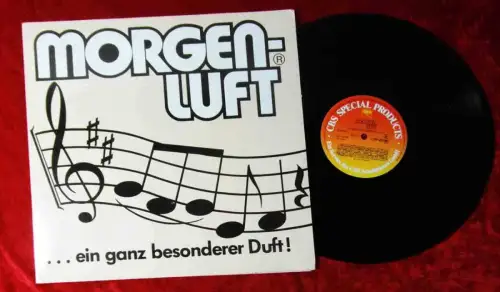 MORGEN-
LUFT®
...ein ganz besonderer Duft!
CBS SPECIAL PRODUCTS